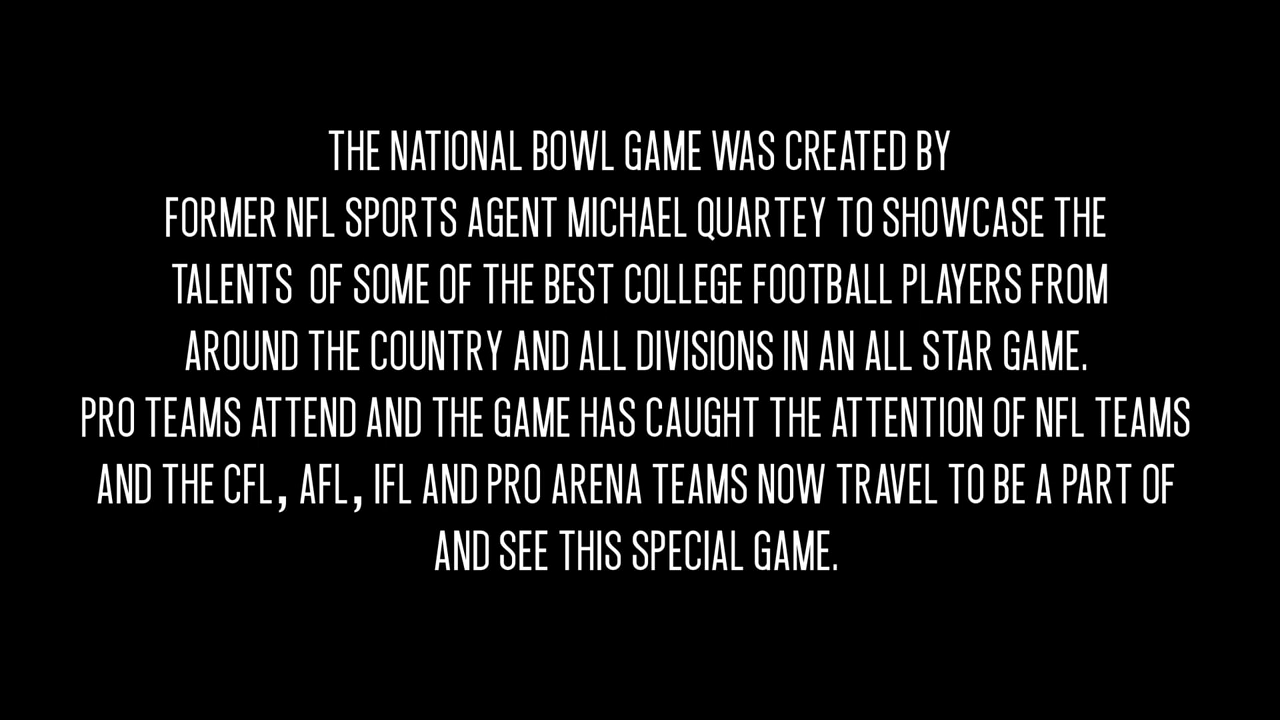 THE NATIONAL BOWL GAME WAS CREATED BY
FORMER NFL SPORTS AGENT MICHAEL QUARTEY TO SHOWCASE THE
TALENTS  OF SOME OF THE BEST COLLEGE FOOTBALL PLAYERS FROM
AROUND THE COUNTRY AND ALL DIVISIONS IN AN ALL STAR GAME.
PRO TEAMS ATTEND AND THE GAME HAS CAUGHT THE ATTENTION OF NFL TEAMS
AND THE CFL, AFL, IFL AND PRO ARENA TEAMS NOW TRAVEL TO BE A PART OF
AND SEE THIS SPECIAL GAME.